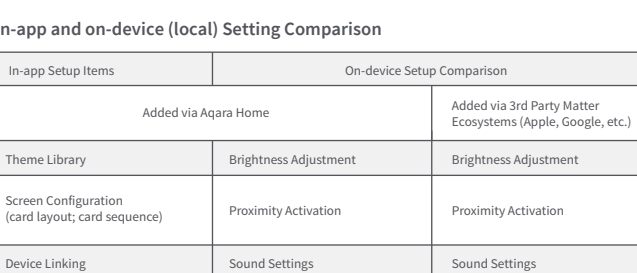 n-app and on-device (local) Setting Comparison
In-app Setup Items
On-device Setup Comparison
Added via Aqara Home
Added via 3rd Party Matter
Ecosystems (Apple, Google, etc.)
Theme Library
Brightness Adjustment
Brightness Adjustment
Screen Configuration
(card layout; card sequence)
Proximity Activation
Proximity Activation
Device Linking
Sound Settings
Sound Settings